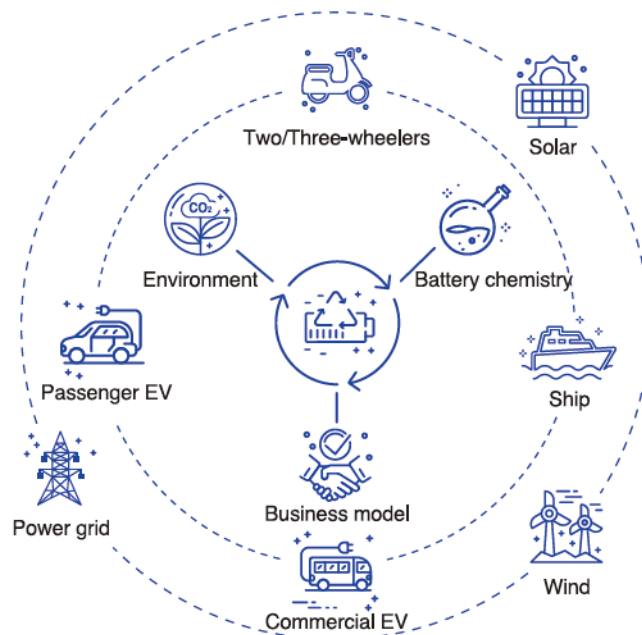 Two/Three-wheelers
Solar
CO₂
Environment
Battery chemistry
Passenger EV
Ship
Power grid
Business model
Wind
Commercial EV